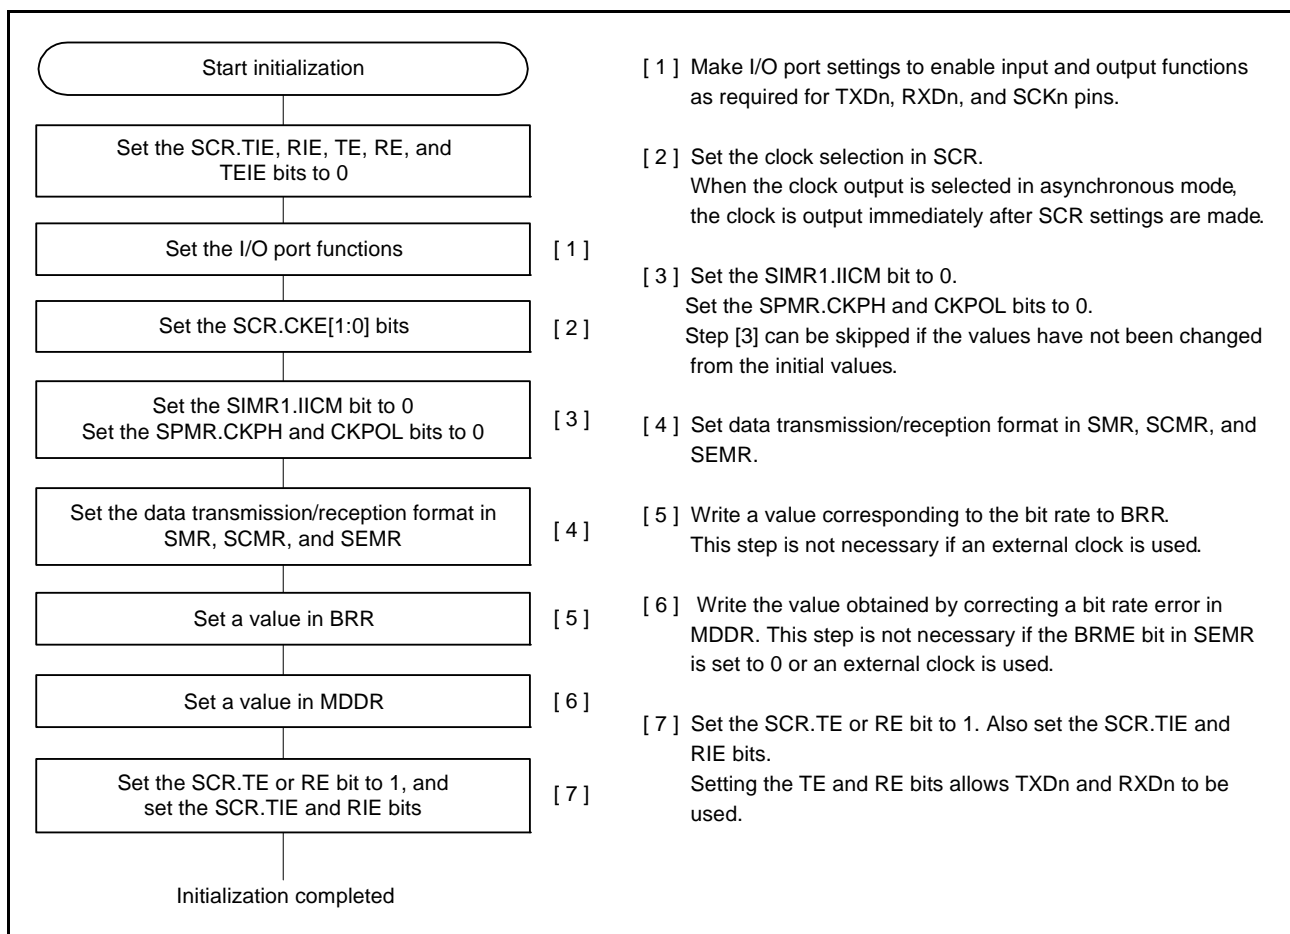 Start initialization
Set the SCR.TIE, RIE, TE, RE, and
TEIE bits to 0
Set the I/O port functions
[ 1 ]
Set the SCR.CKE[1:0] bits
[ 2 ]
Set the SIMR1.IICM bit to 0
Set the SPMR.CKPH and CKPOL bits to 0
[ 3 ]
Set the data transmission/reception format in
SMR, SCMR, and SEMR
[ 4 ]
Set a value in BRR
[ 5 ]
Set a value in MDDR
[ 6 ]
Set the SCR.TE or RE bit to 1, and
set the SCR.TIE and RIE bits
[ 7 ]
Initialization completed
[ 1 ] Make I/O port settings to enable input and output functions
as required for TXDn, RXDn, and SCKn pins.
[ 2 ] Set the clock selection in SCR.
When the clock output is selected in asynchronous mode,
the clock is output immediately after SCR settings are made.
[ 3 ] Set the SIMR1.IICM bit to 0.
Set the SPMR.CKPH and CKPOL bits to 0.
Step [3] can be skipped if the values have not been changed
from the initial values.
[ 4 ] Set data transmission/reception format in SMR, SCMR, and
SEMR.
[ 5 ] Write a value corresponding to the bit rate to BRR.
This step is not necessary if an external clock is used.
[ 6 ] Write the value obtained by correcting a bit rate error in
MDDR. This step is not necessary if the BRME bit in SEMR
is set to 0 or an external clock is used.
[ 7 ] Set the SCR.TE or RE bit to 1. Also set the SCR.TIE and
RIE bits.
Setting the TE and RE bits allows TXDn and RXDn to be
used.